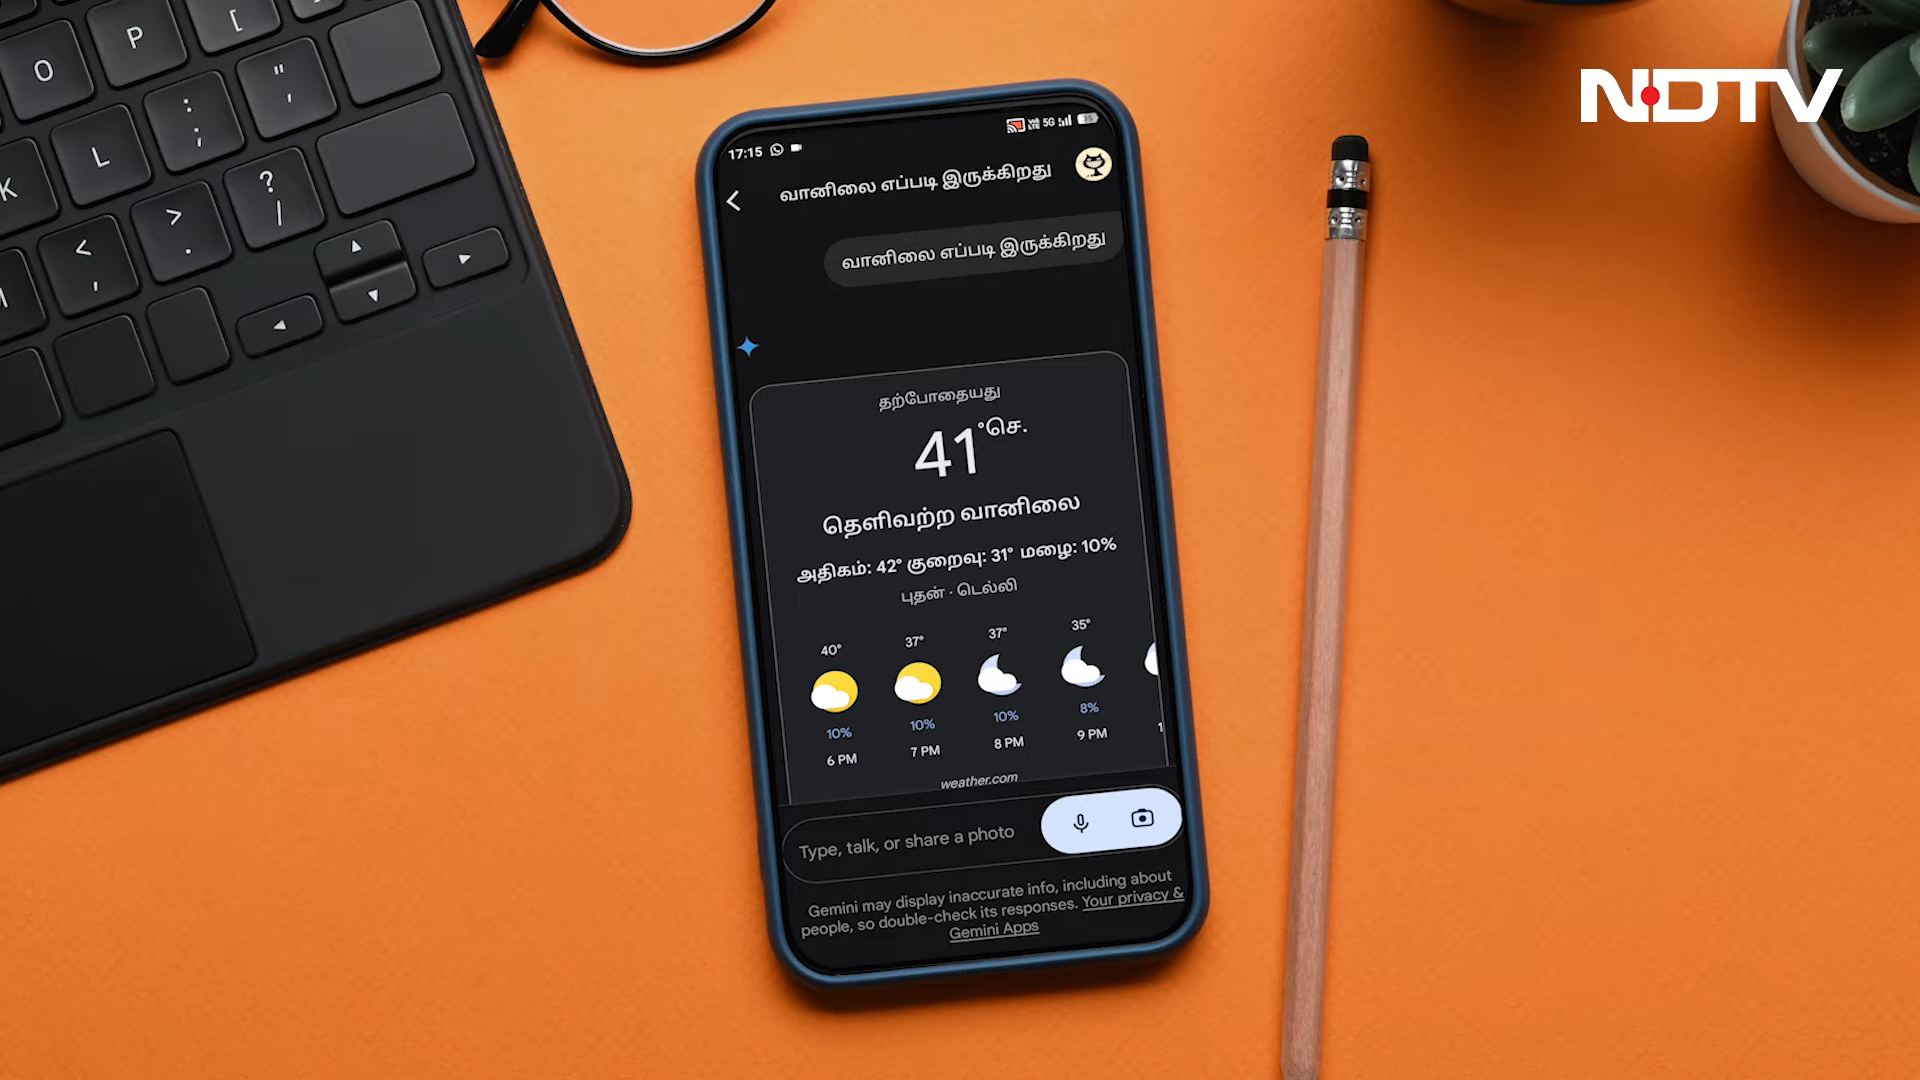 NDTV
O
P
[
"
,
:
;
L
K
?
/
>
.
<
,
17:15
VoLTE 5G 35
வானிலை எப்படி இருக்கிறது
வானிலை எப்படி இருக்கிறது
தற்போதையது
41°செ.
தெளிவற்ற வானிலை
அதிகம்: 42° குறைவு: 31° மழை: 10%
புதன் · டெல்லி
40° 37° 37° 35°
10% 10% 10% 8%
6 PM 7 PM 8 PM 9 PM
weather.com
Type, talk, or share a photo
Gemini may display inaccurate info, including about
people, so double-check its responses. Your privacy &
Gemini Apps